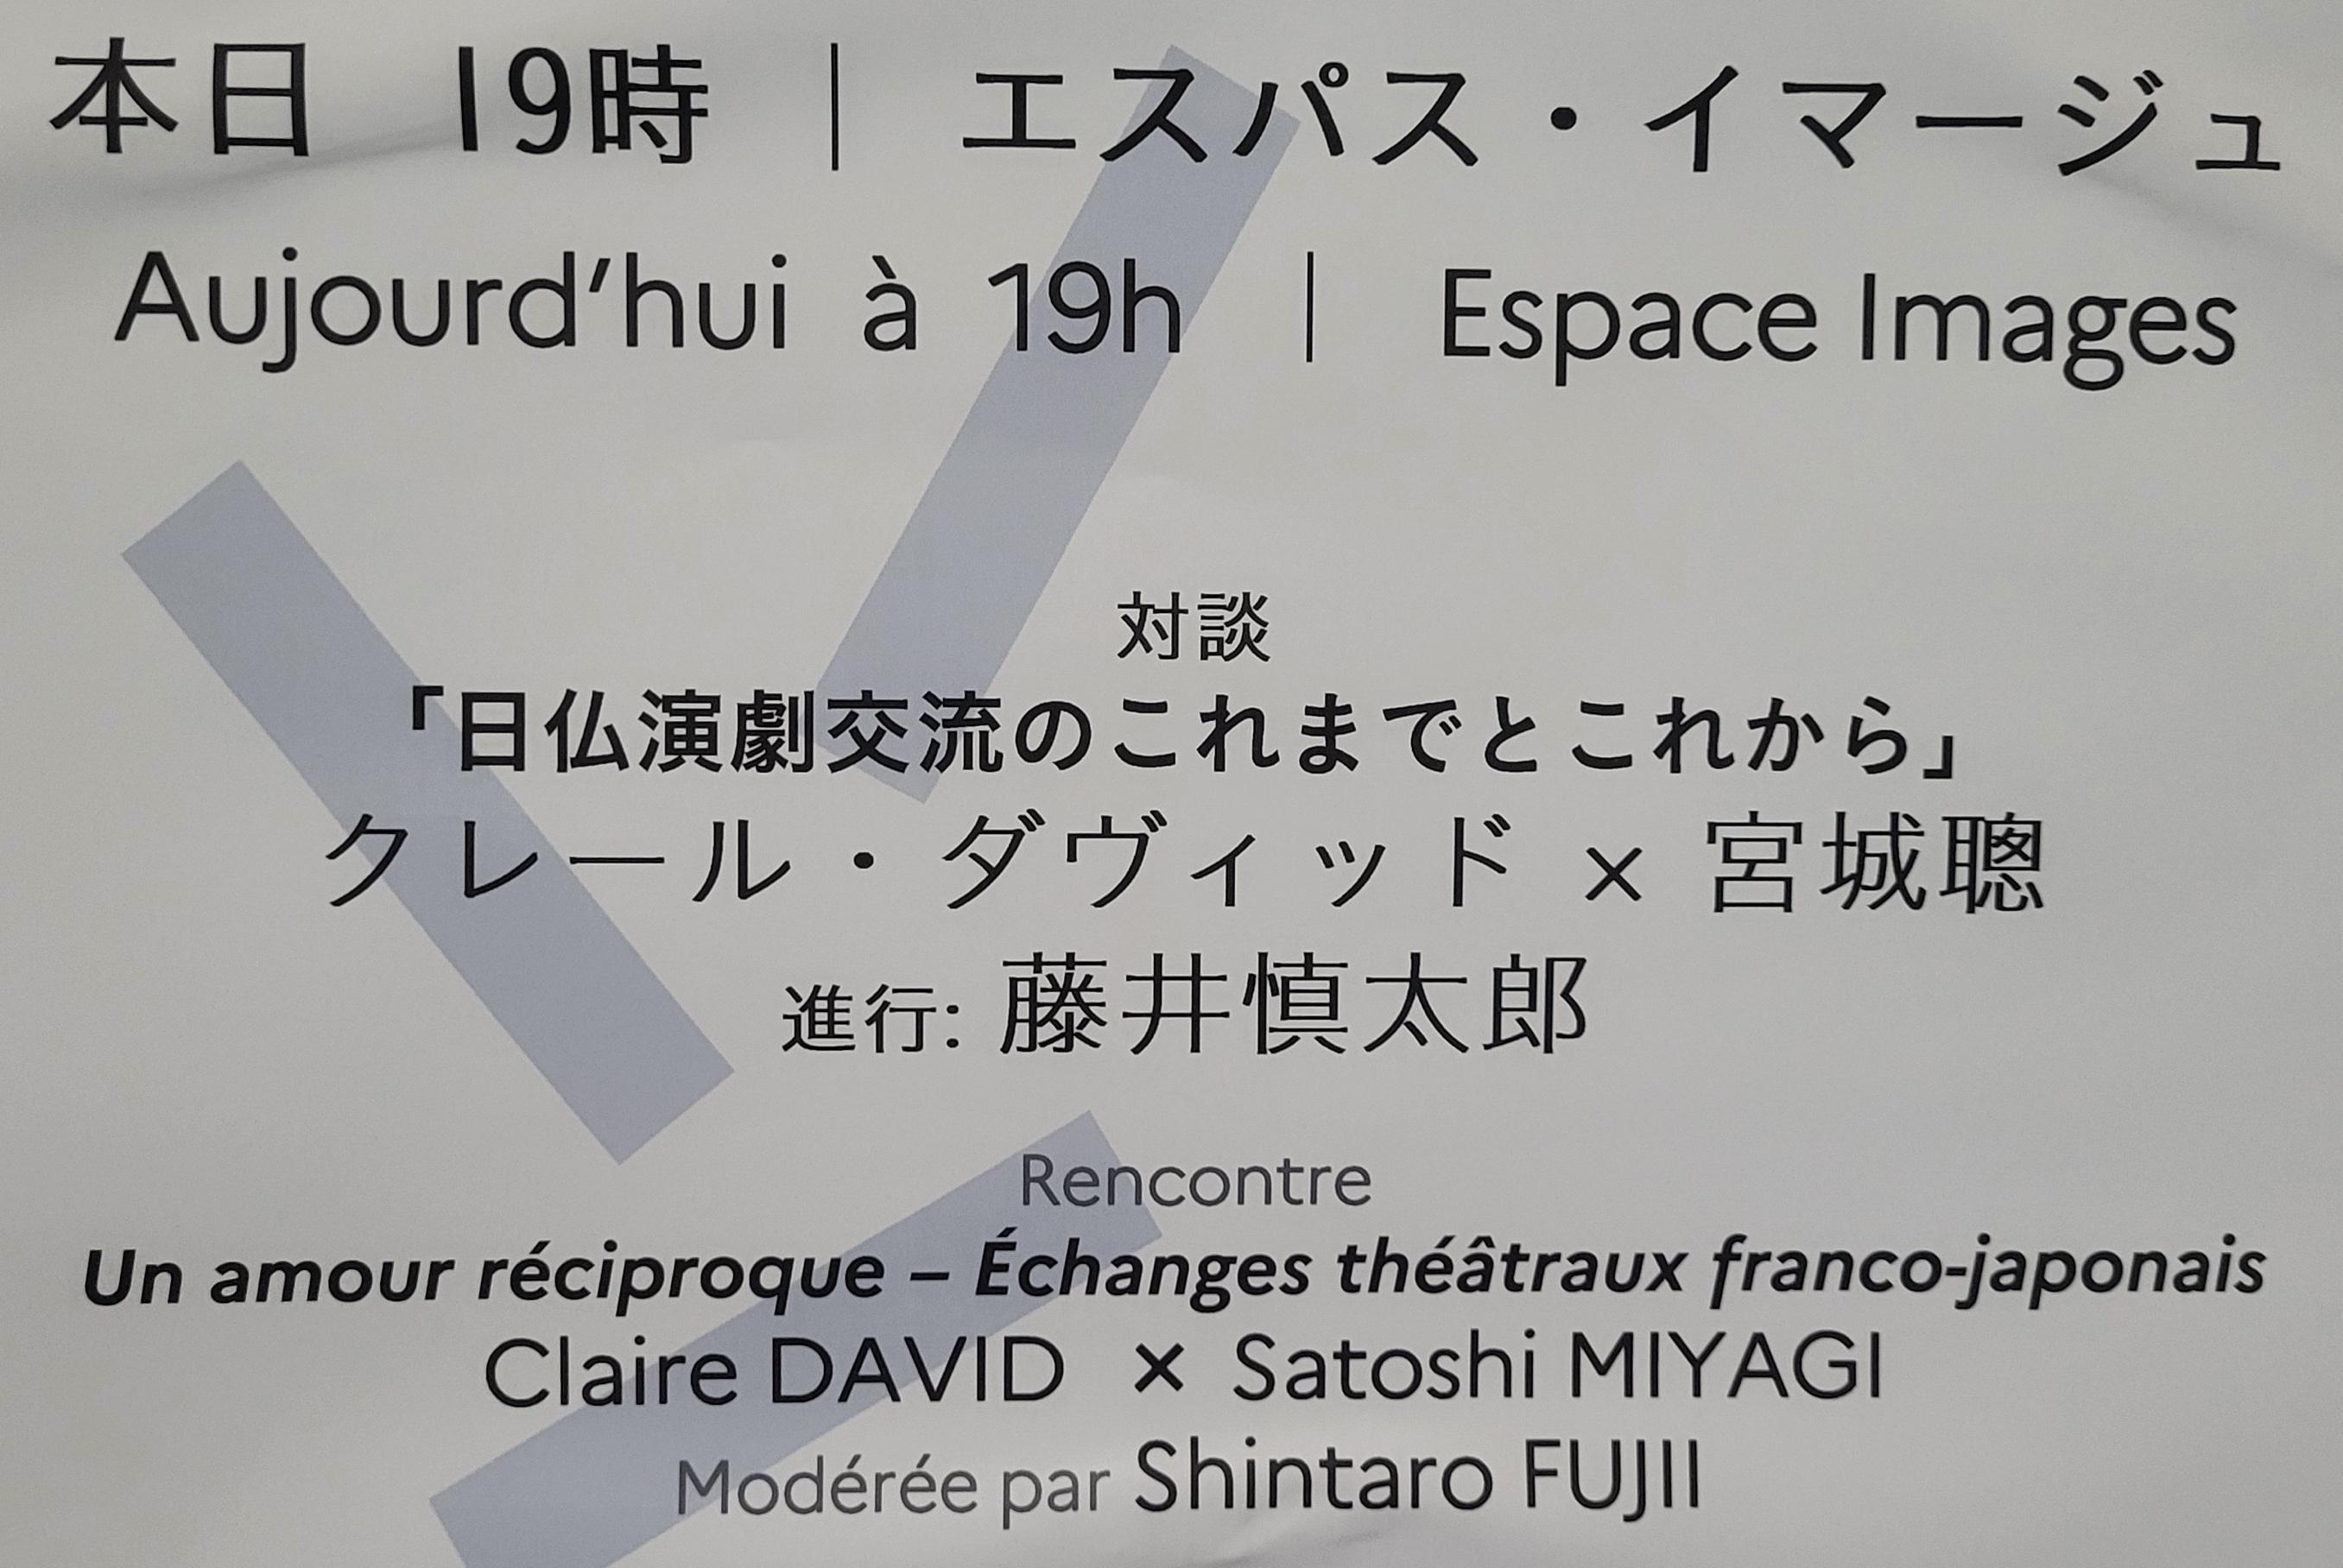 本日 19時 | エスパス・イマージュ
Aujourd'hui à 19h | Espace Images
対談
「日仏演劇交流のこれまでとこれから」
クレール・ダヴィッド × 宮城聰
進行: 藤井慎太郎
Rencontre
Un amour réciproque – Échanges théâtraux franco-japonais
Claire DAVID × Satoshi MIYAGI
Modérée par Shintaro FUJII